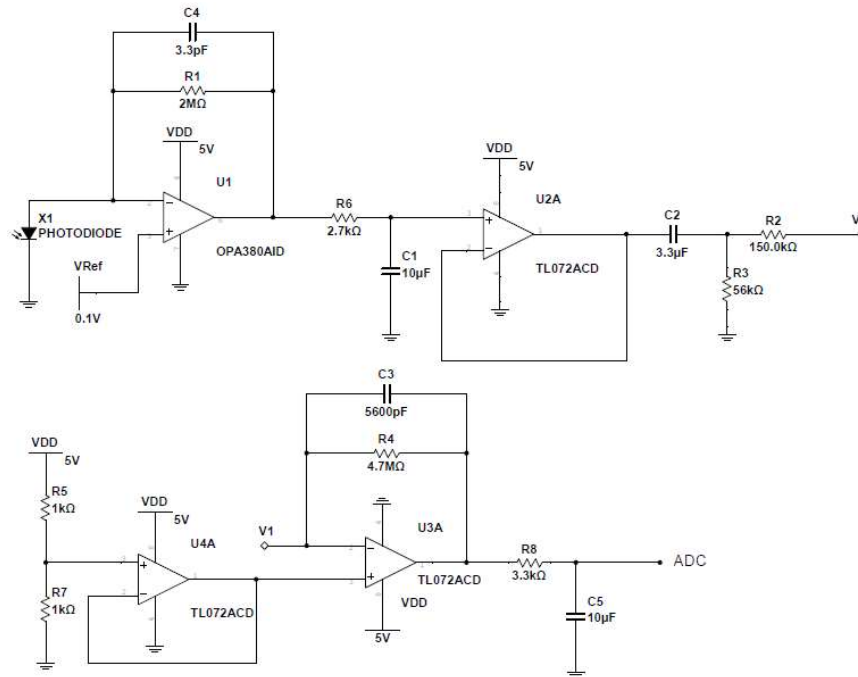 C4
3.3pF
R1
2MΩ
VDD
5V
U1
X1
PHOTODIODE
OPA380AID
VRef
0.1V
R6
2.7kΩ
C1
10µF
VDD
5V
U2A
TL072ACD
C2
3.3µF
R2
150.0kΩ
R3
56kΩ
V
C3
5600pF
R4
4.7MΩ
VDD
5V
R5
1kΩ
R7
1kΩ
VDD
5V
U4A
TL072ACD
V1
U3A
TL072ACD
VDD
5V
R8
3.3kΩ
C5
10µF
ADC